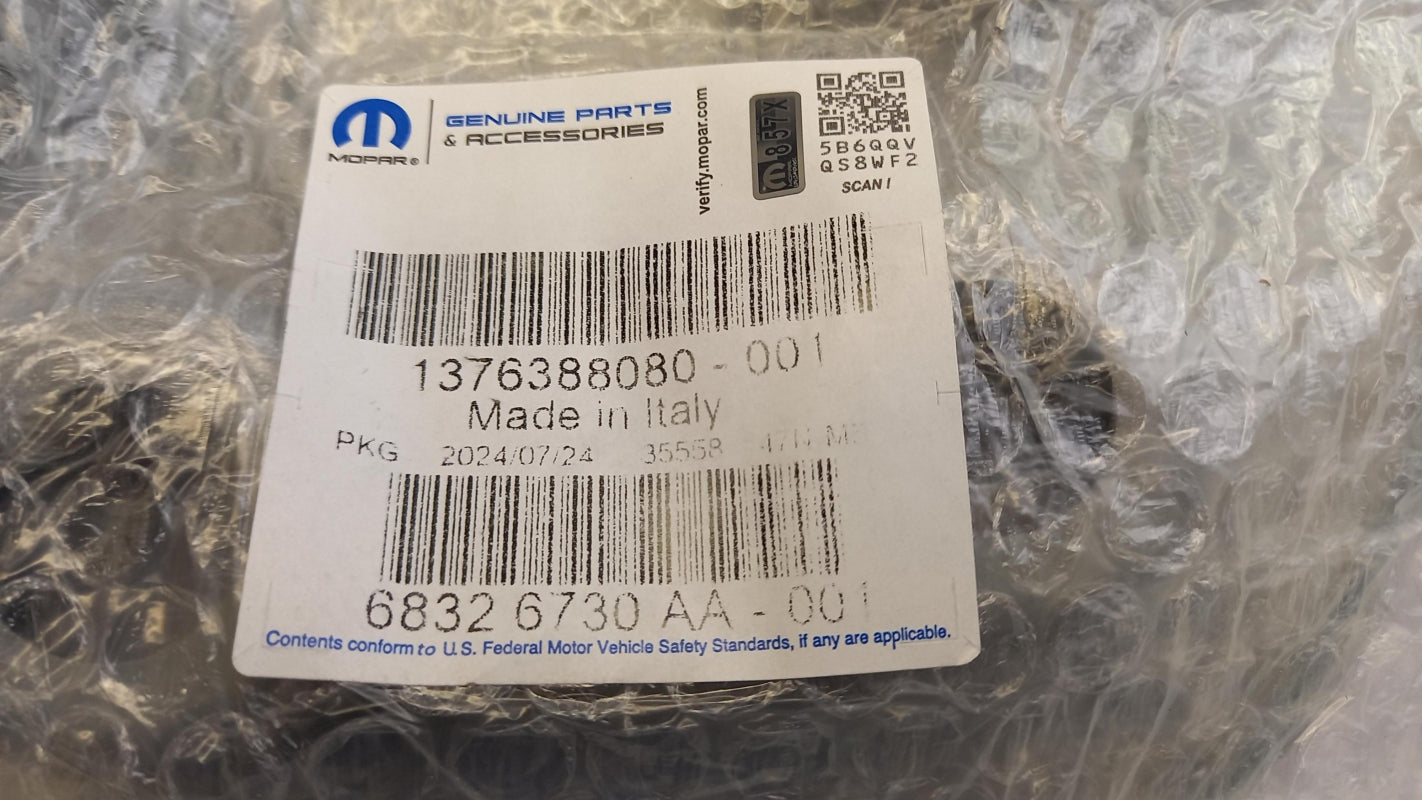 MOPAR®
GENUINE PARTS
& ACCESSORIES
verify.mopar.com
857X
5B6QQV
QS8WF2
SCAN!
1376388080 - 001
Made in Italy
PKG 2024/07/24 35558
6832 6730 AA - 001
Contents conform to U.S. Federal Motor Vehicle Safety Standards, if any are applicable.